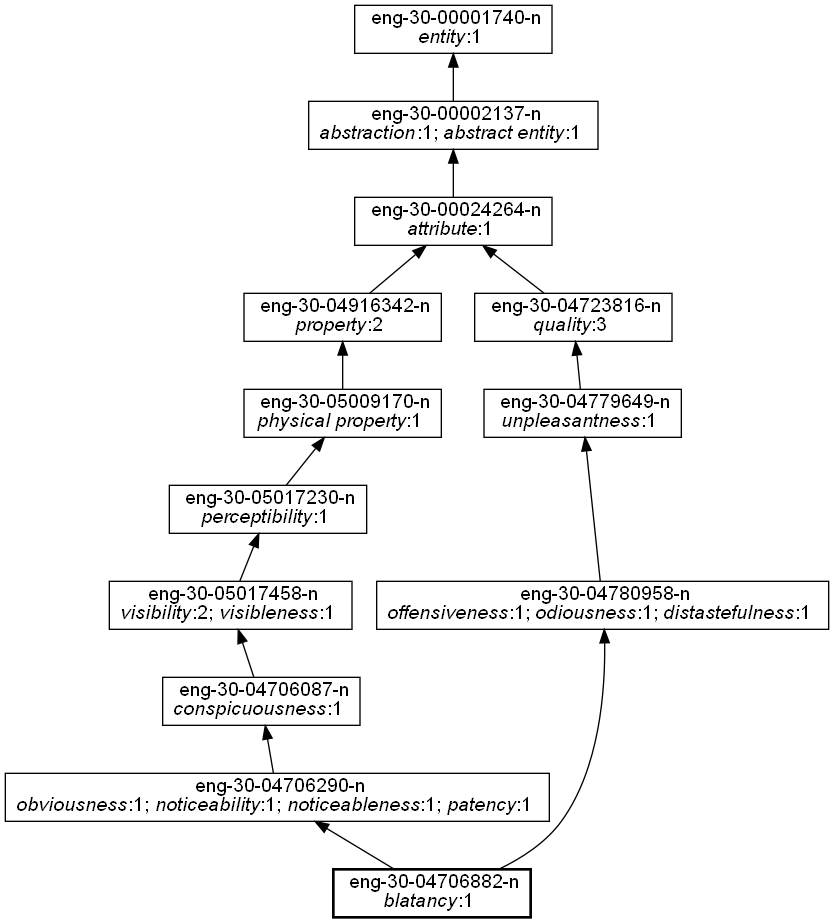 eng-30-00001740-n
entity:1
eng-30-00002137-n
abstraction:1; abstract entity:1
eng-30-00024264-n
attribute:1
eng-30-04916342-n
property:2
eng-30-04723816-n
quality:3
eng-30-05009170-n
physical property:1
eng-30-04779649-n
unpleasantness:1
eng-30-05017230-n
perceptibility:1
eng-30-05017458-n
visibility:2; visibleness:1
eng-30-04780958-n
offensiveness:1; odiousness:1; distastefulness:1
eng-30-04706087-n
conspicuousness:1
eng-30-04706290-n
obviousness:1; noticeability:1; noticeableness:1; patency:1
eng-30-04706882-n
blatancy:1